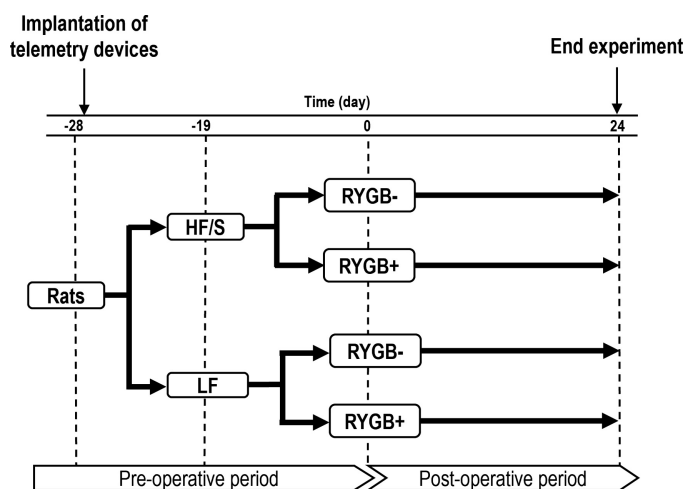 Implantation of
telemetry devices
End experiment
Time (day)
-28 -19 0 24
RYGB-
HF/S
RYGB+
Rats
RYGB-
LF
RYGB+
Pre-operative period Post-operative period